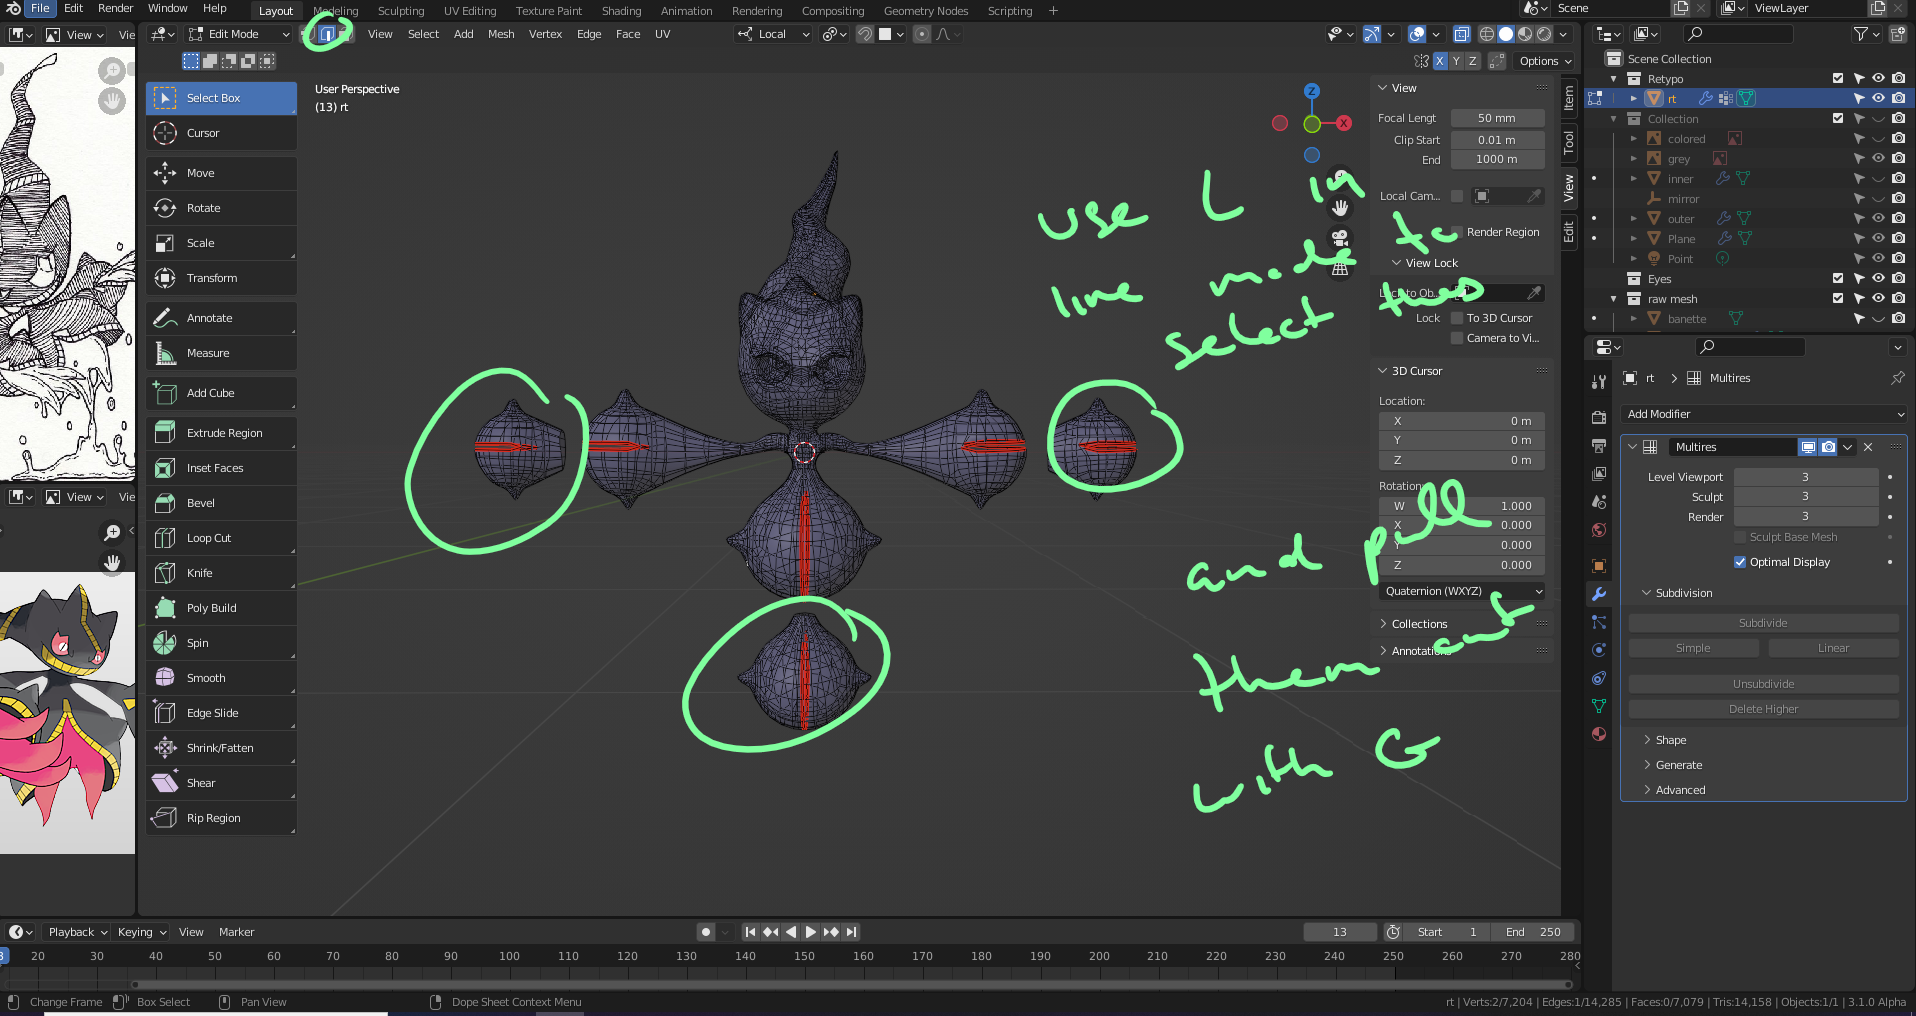 File Edit Render Window Help Layout Modeling Sculpting UV Editing Texture Paint Shading Animation Rendering Compositing Geometry Nodes Scripting + Scene ViewLayer
View Vie Edit Mode View Select Add Mesh Vertex Edge Face UV Local
X Y Z Options
Select Box
Cursor
Move
Rotate
Scale
Transform
Annotate
Measure
Add Cube
Extrude Region
Inset Faces
Bevel
Loop Cut
Knife
Poly Build
Spin
Smooth
Edge Slide
Shrink/Fatten
Shear
Rip Region
View Vie
User Perspective
(13) rt
Z
X
use L in
line mode to
select them
and pull
them out
with G
View
Focal Lengt 50 mm
Clip Start 0.01 m
End 1000 m
Local Cam...
Render Region
View Lock
Lock to Ob...
Lock To 3D Cursor
Camera to Vi...
3D Cursor
Location:
X 0 m
Y 0 m
Z 0 m
Rotation:
W 1.000
X 0.000
Y 0.000
Z 0.000
Quaternion (WXYZ)
Collections
Annotations
Item
Tool
View
Edit
Scene Collection
Retypo
rt
Collection
colored
grey
inner
mirror
outer
Plane
Point
Eyes
raw mesh
banette
rt Multires
Add Modifier
Multires
Level Viewport 3
Sculpt 3
Render 3
Sculpt Base Mesh
Optimal Display
Subdivision
Subdivide
Simple Linear
Unsubdivide
Delete Higher
Shape
Generate
Advanced
Playback Keying View Marker 13 Start 1 End 250
20 30 40 50 60 70 80 90 100 110 120 130 140 150 160 170 180 190 200 210 220 230 240 250 260 270 280
Change Frame Box Select Pan View Dope Sheet Context Menu rt | Verts:2/7,204 | Edges:1/14,285 | Faces:0/7,079 | Tris:14,158 | Objects:1/1 | 3.1.0 Alpha